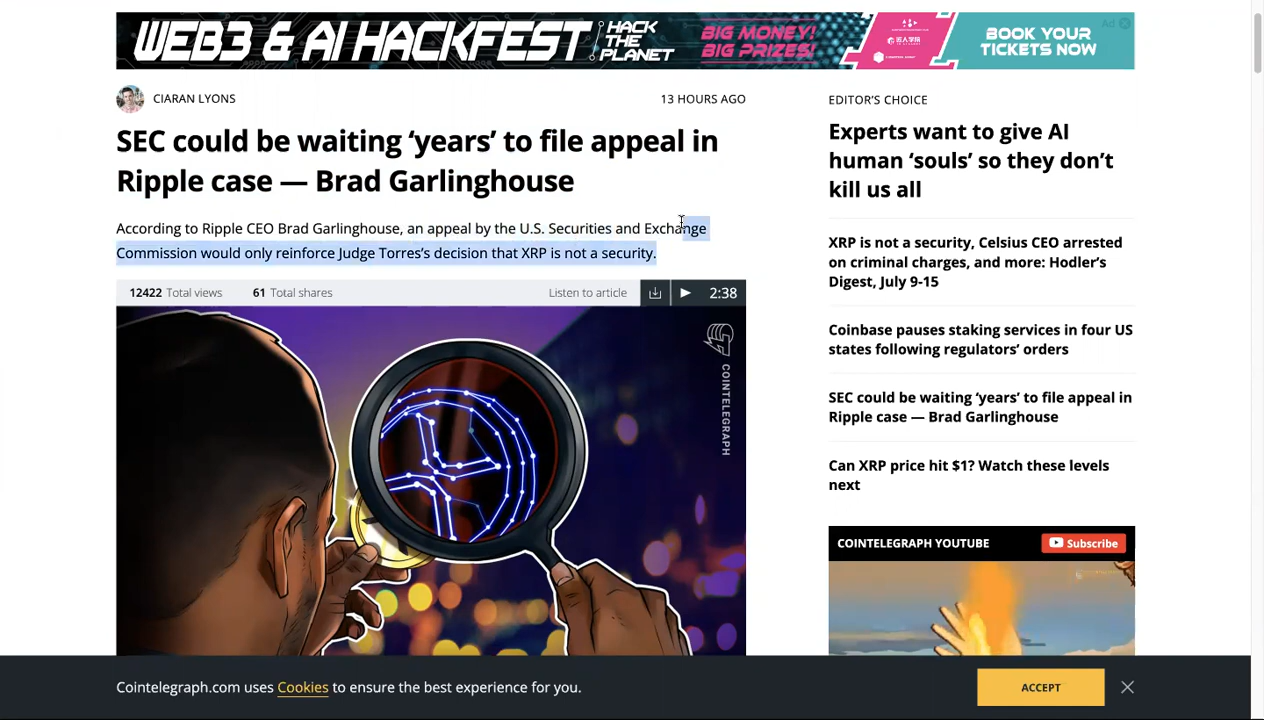 WEB3 & AI HACKFEST
HACK
THE
PLANET
BIG MONEY!
BIG PRIZES!
BOOK YOUR
TICKETS NOW
Ad
CIARAN LYONS
13 HOURS AGO
SEC could be waiting ‘years’ to file appeal in
Ripple case — Brad Garlinghouse
According to Ripple CEO Brad Garlinghouse, an appeal by the U.S. Securities and Exchange
Commission would only reinforce Judge Torres’s decision that XRP is not a security.
12422 Total views
61 Total shares
Listen to article
2:38
COINTELEGRAPH
EDITOR’S CHOICE
Experts want to give AI
human ‘souls’ so they don’t
kill us all
XRP is not a security, Celsius CEO arrested
on criminal charges, and more: Hodler’s
Digest, July 9-15
Coinbase pauses staking services in four US
states following regulators’ orders
SEC could be waiting ‘years’ to file appeal in
Ripple case — Brad Garlinghouse
Can XRP price hit $1? Watch these levels
next
COINTELEGRAPH YOUTUBE
Subscribe
Cointelegraph.com uses Cookies to ensure the best experience for you.
ACCEPT